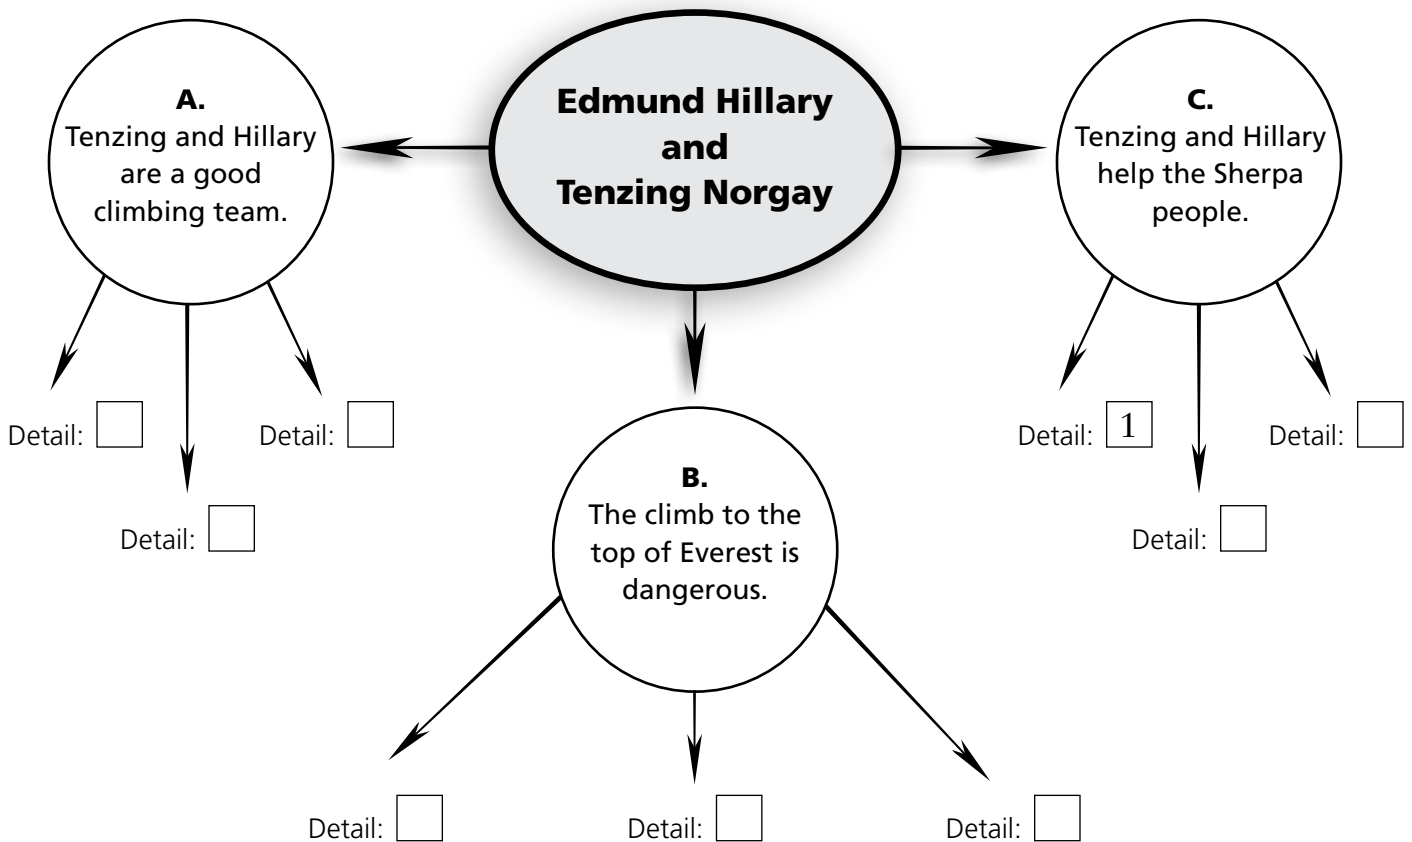 Edmund Hillary
and
Tenzing Norgay
A.
Tenzing and Hillary
are a good
climbing team.
Detail:
Detail:
Detail:
C.
Tenzing and Hillary
help the Sherpa
people.
Detail: 1
Detail:
Detail:
B.
The climb to the
top of Everest is
dangerous.
Detail:
Detail:
Detail: